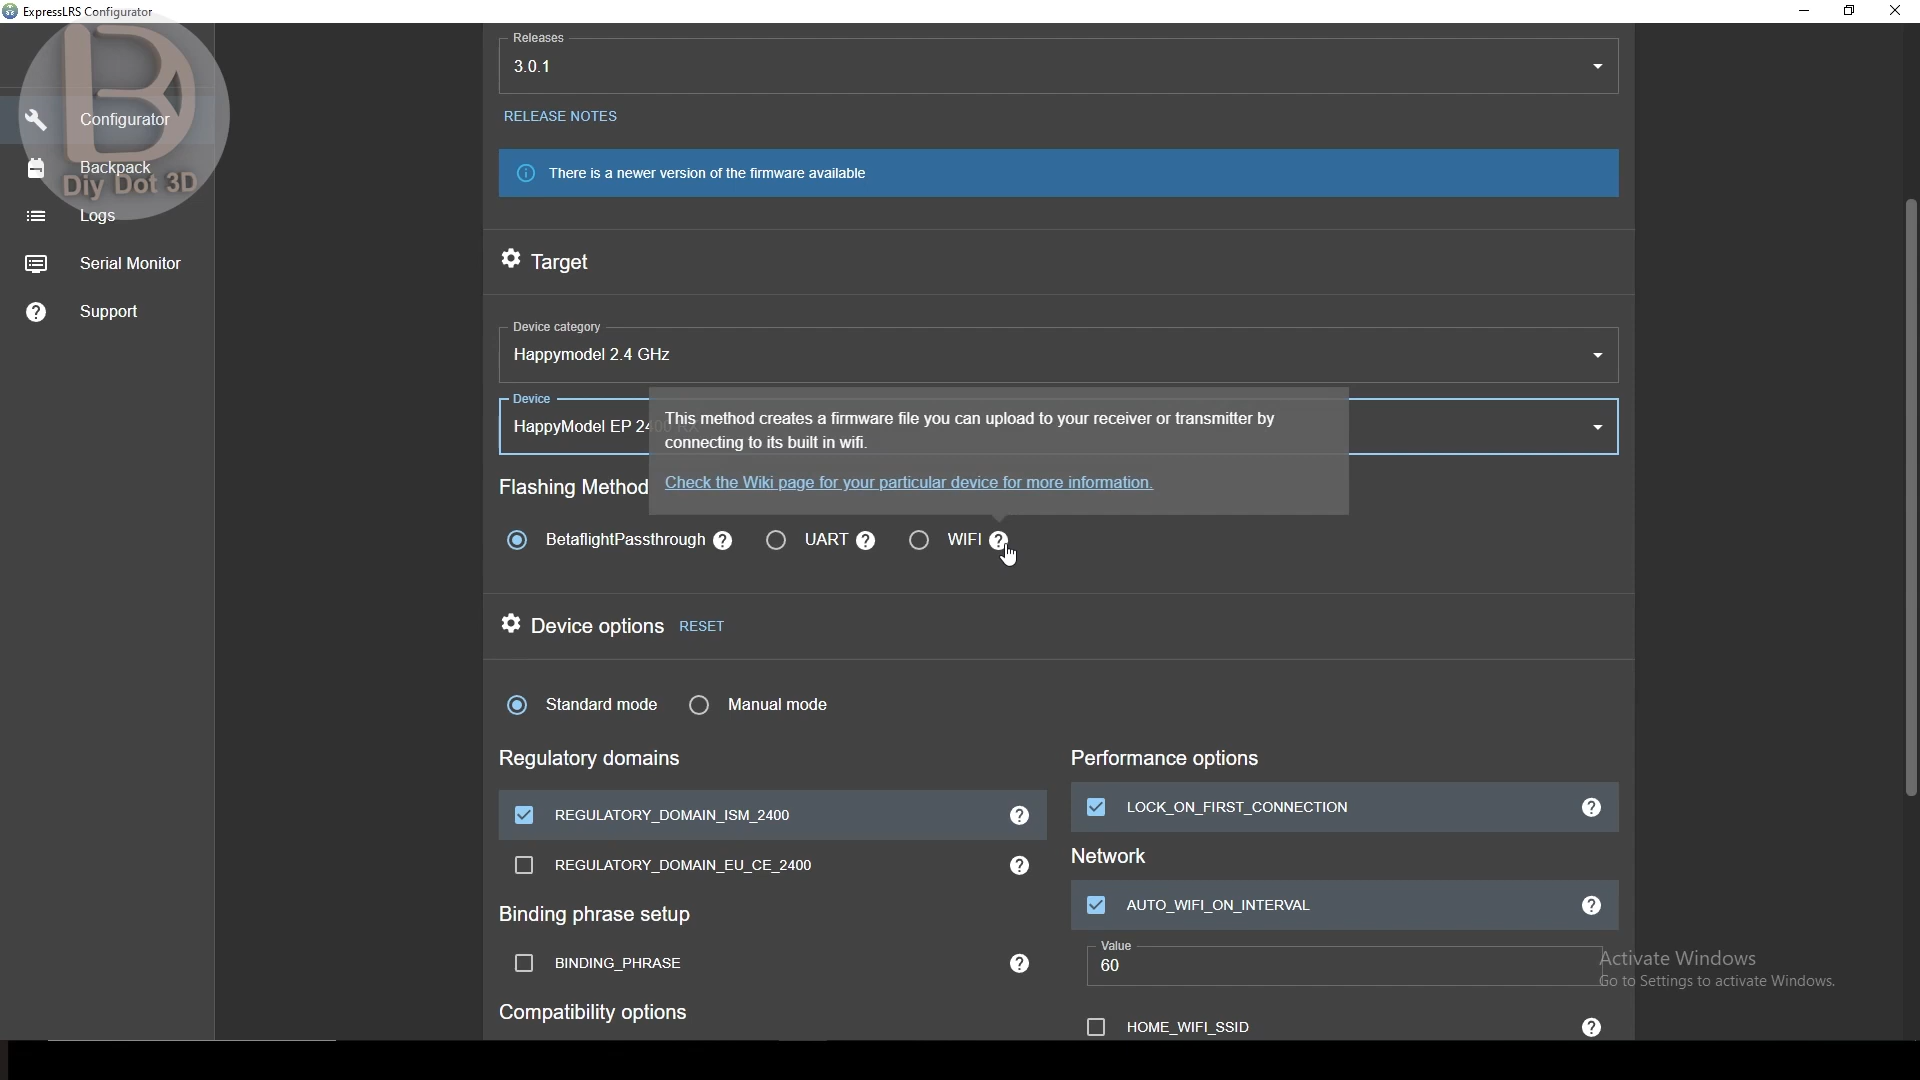 ExpressLRS Configurator
Diy Dot 3D
Configurator
Backpack
Logs
Serial Monitor
Support
Releases
3.0.1
RELEASE NOTES
There is a newer version of the firmware available
Target
Device category
Happymodel 2.4 GHz
Device
HappyModel EP 2400 RX
This method creates a firmware file you can upload to your receiver or transmitter by
connecting to its built in wifi.
Check the Wiki page for your particular device for more information.
Flashing Method
BetaflightPassthrough
UART
WIFI
Device options RESET
Standard mode
Manual mode
Regulatory domains
REGULATORY_DOMAIN_ISM_2400
REGULATORY_DOMAIN_EU_CE_2400
Binding phrase setup
BINDING_PHRASE
Compatibility options
Performance options
LOCK_ON_FIRST_CONNECTION
Network
AUTO_WIFI_ON_INTERVAL
Value
60
HOME_WIFI_SSID
Activate Windows
Go to Settings to activate Windows.